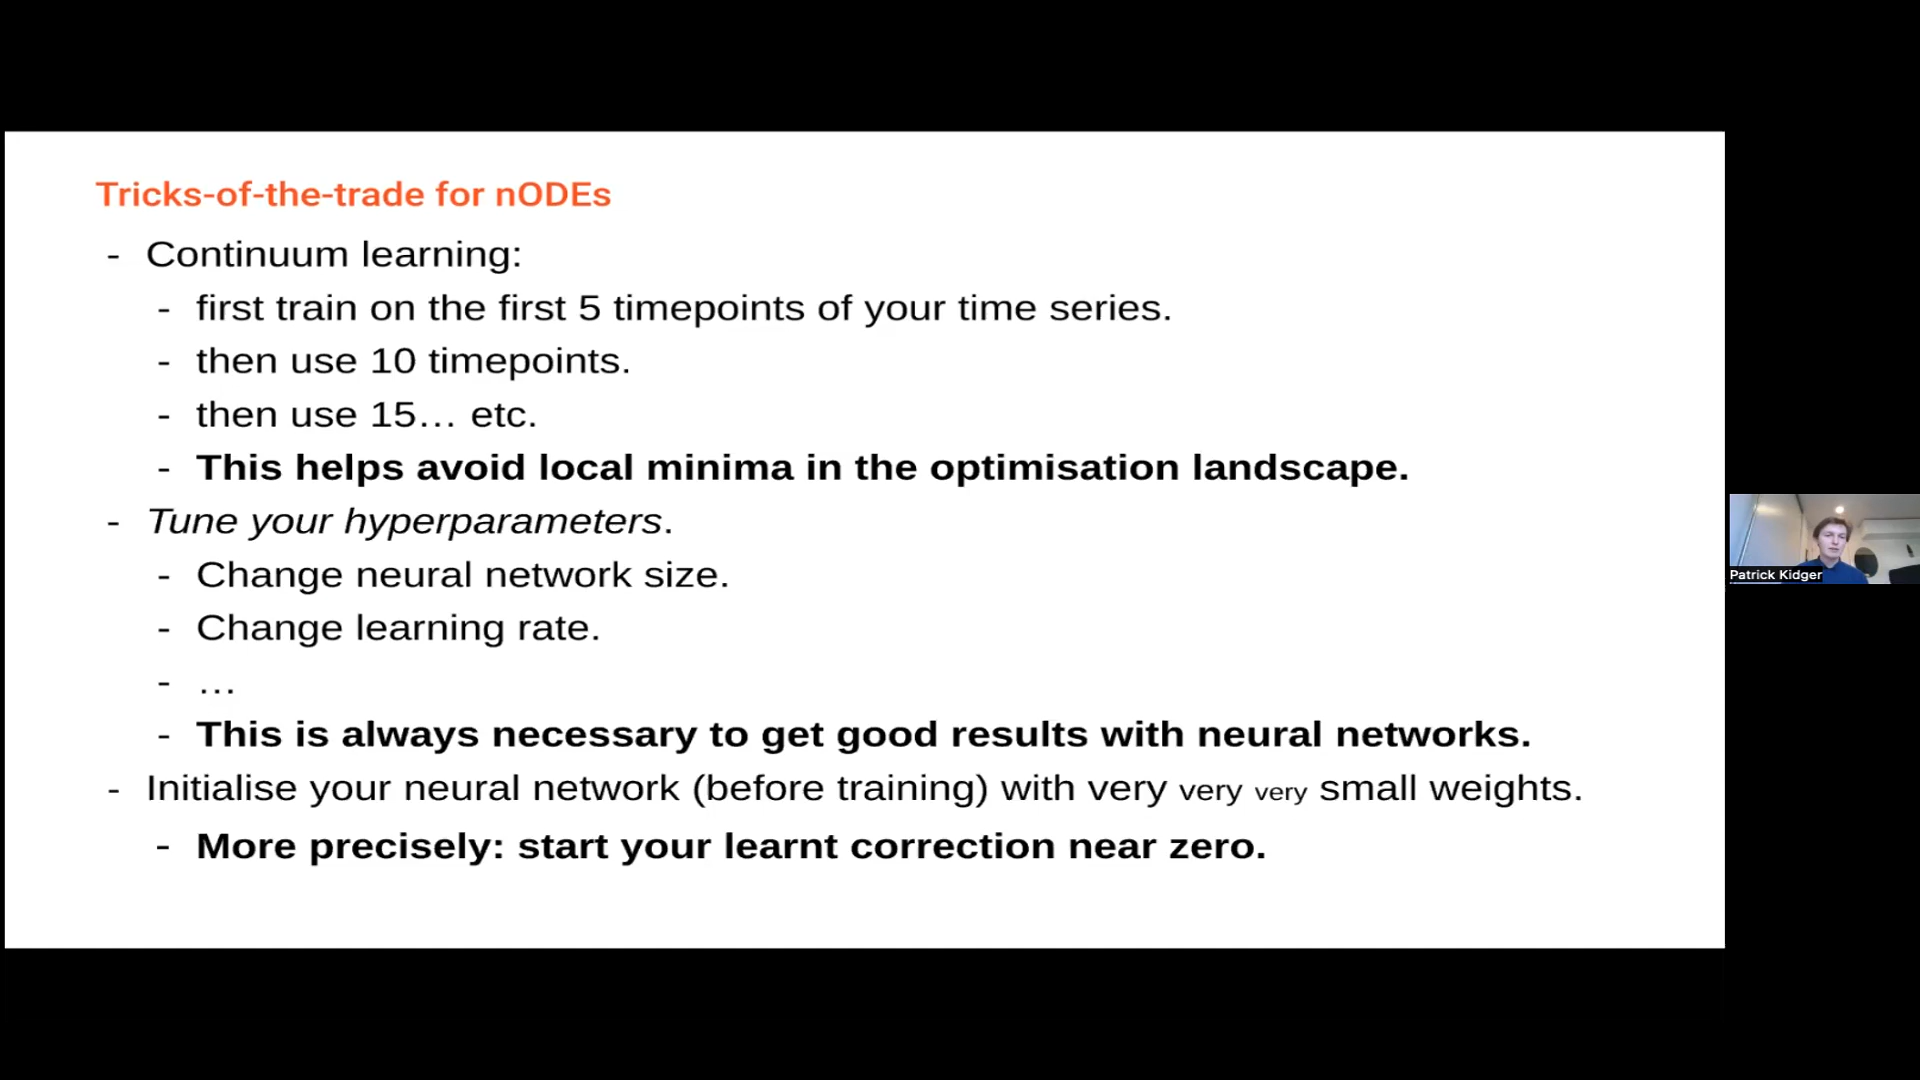 Tricks-of-the-trade for nODEs
- Continuum learning:
- first train on the first 5 timepoints of your time series.
- then use 10 timepoints.
- then use 15… etc.
- This helps avoid local minima in the optimisation landscape.
- Tune your hyperparameters.
- Change neural network size.
- Change learning rate.
- …
- This is always necessary to get good results with neural networks.
- Initialise your neural network (before training) with very very very small weights.
- More precisely: start your learnt correction near zero.
Patrick Kidger